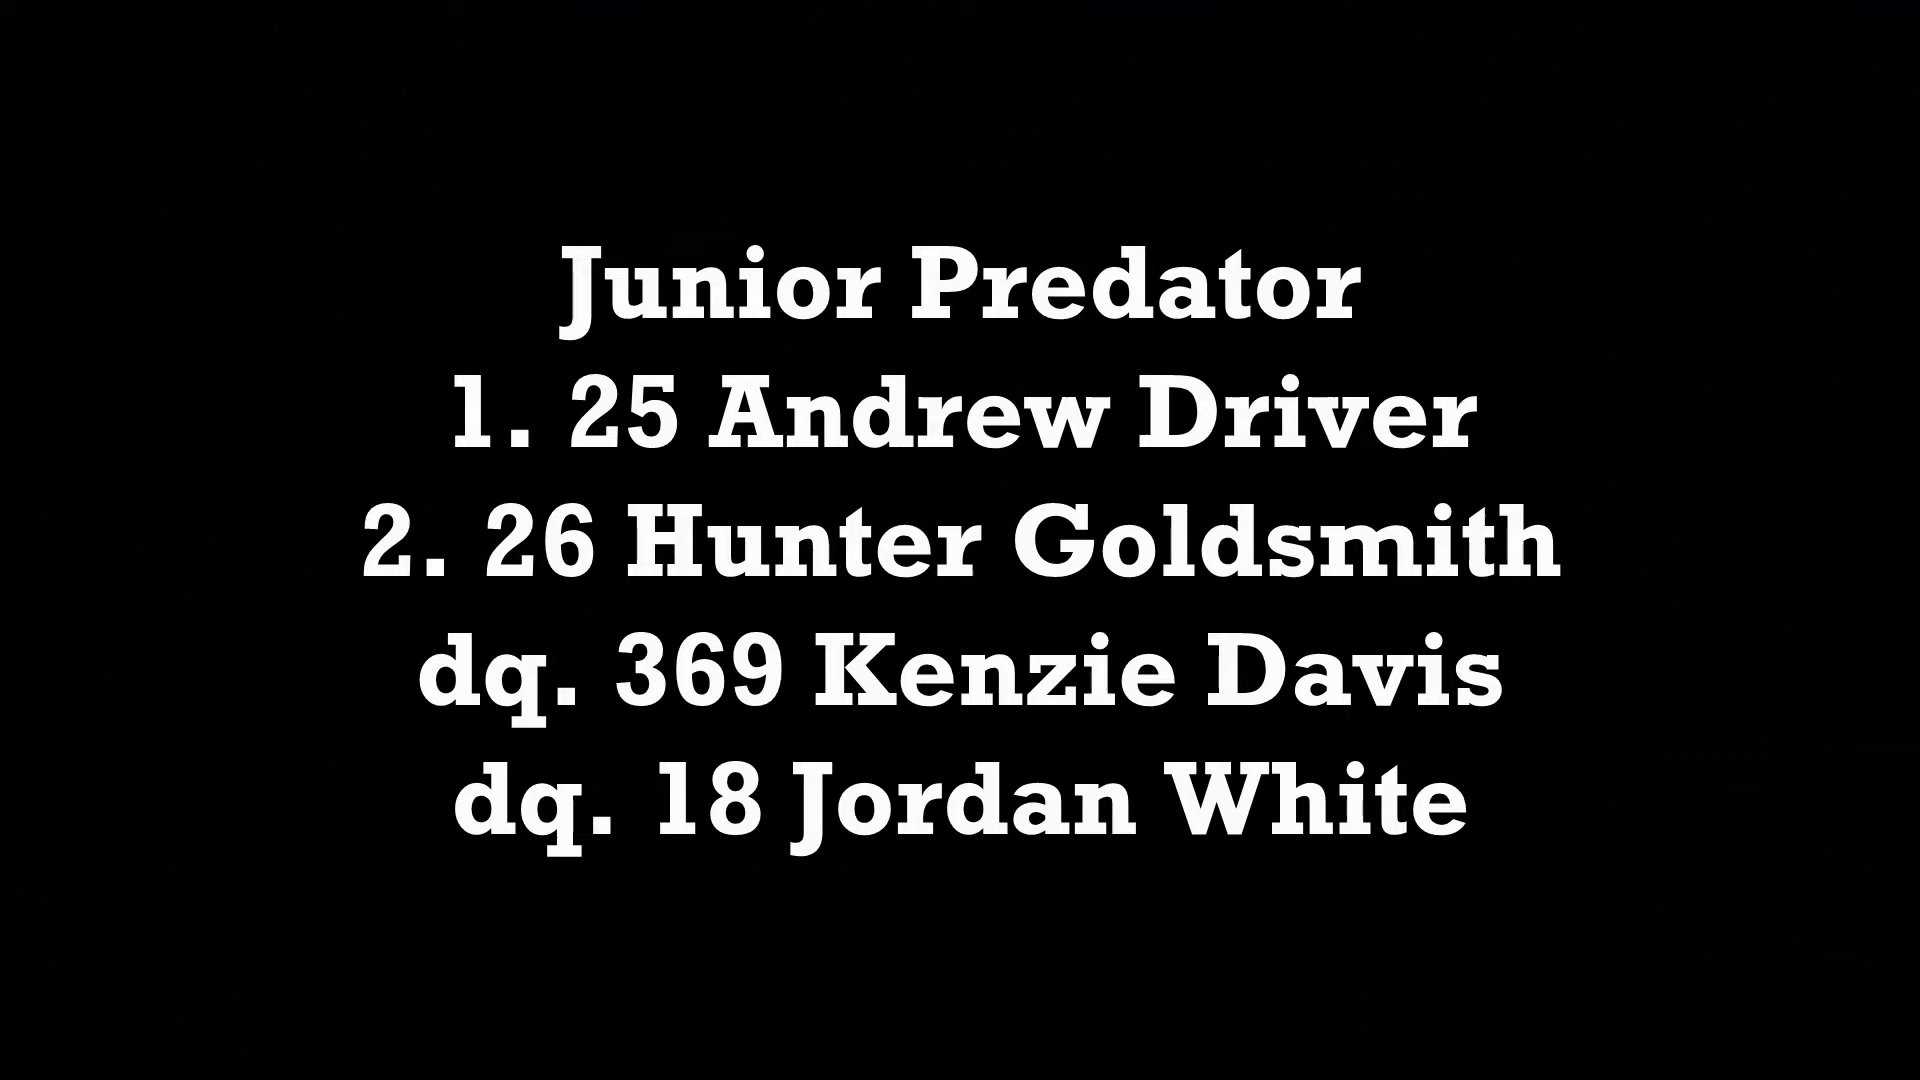 Junior Predator
1. 25 Andrew Driver
2. 26 Hunter Goldsmith
dq. 369 Kenzie Davis
dq. 18 Jordan White